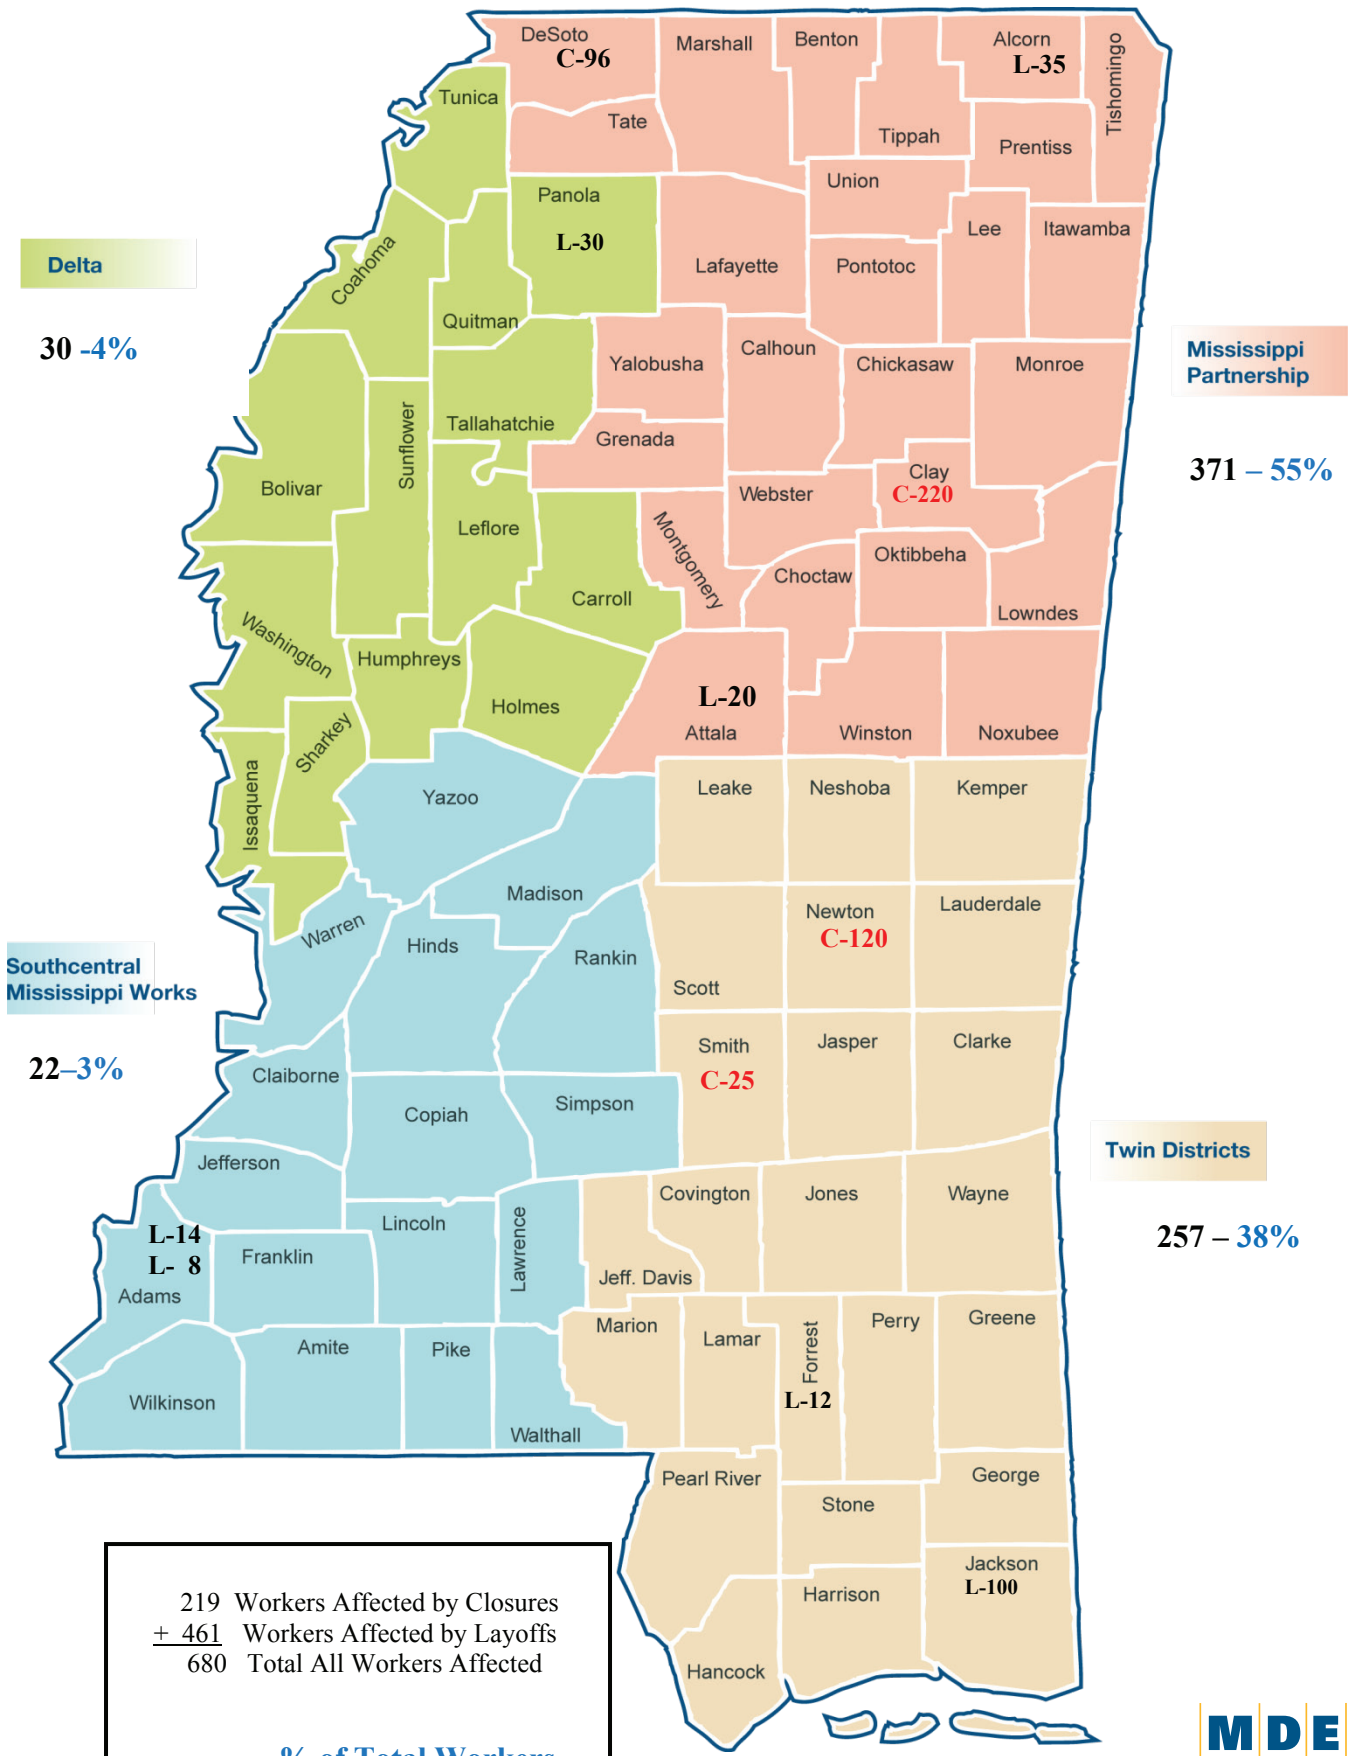 DeSoto
C-96
Marshall
Benton
Alcorn
L-35
Tishomingo
Tunica
Tate
Tippah
Prentiss
Panola
L-30
Union
Lee
Itawamba
Delta
30 -4%
Coahoma
Quitman
Lafayette
Pontotoc
Mississippi
Partnership
371 – 55%
Yalobusha
Calhoun
Chickasaw
Monroe
Tallahatchie
Sunflower
Grenada
Bolivar
Clay
C-220
Webster
Leflore
Montgomery
Oktibbeha
Choctaw
Carroll
Lowndes
Washington
Humphreys
Holmes
L-20
Attala
Winston
Noxubee
Sharkey
Issaquena
Yazoo
Leake
Neshoba
Kemper
Madison
Newton
C-120
Lauderdale
Warren
Hinds
Rankin
Scott
Southcentral
Mississippi Works
22–3%
Smith
C-25
Jasper
Clarke
Claiborne
Copiah
Simpson
Twin Districts
257 – 38%
Jefferson
Covington
Jones
Wayne
L-14
L- 8
Adams
Franklin
Lincoln
Lawrence
Jeff. Davis
Marion
Lamar
Forrest
L-12
Perry
Greene
Amite
Pike
Wilkinson
Walthall
Pearl River
George
Stone
Jackson
L-100
Harrison
Hancock
219 Workers Affected by Closures
+ 461 Workers Affected by Layoffs
680 Total All Workers Affected
% of Total Workers
MDE